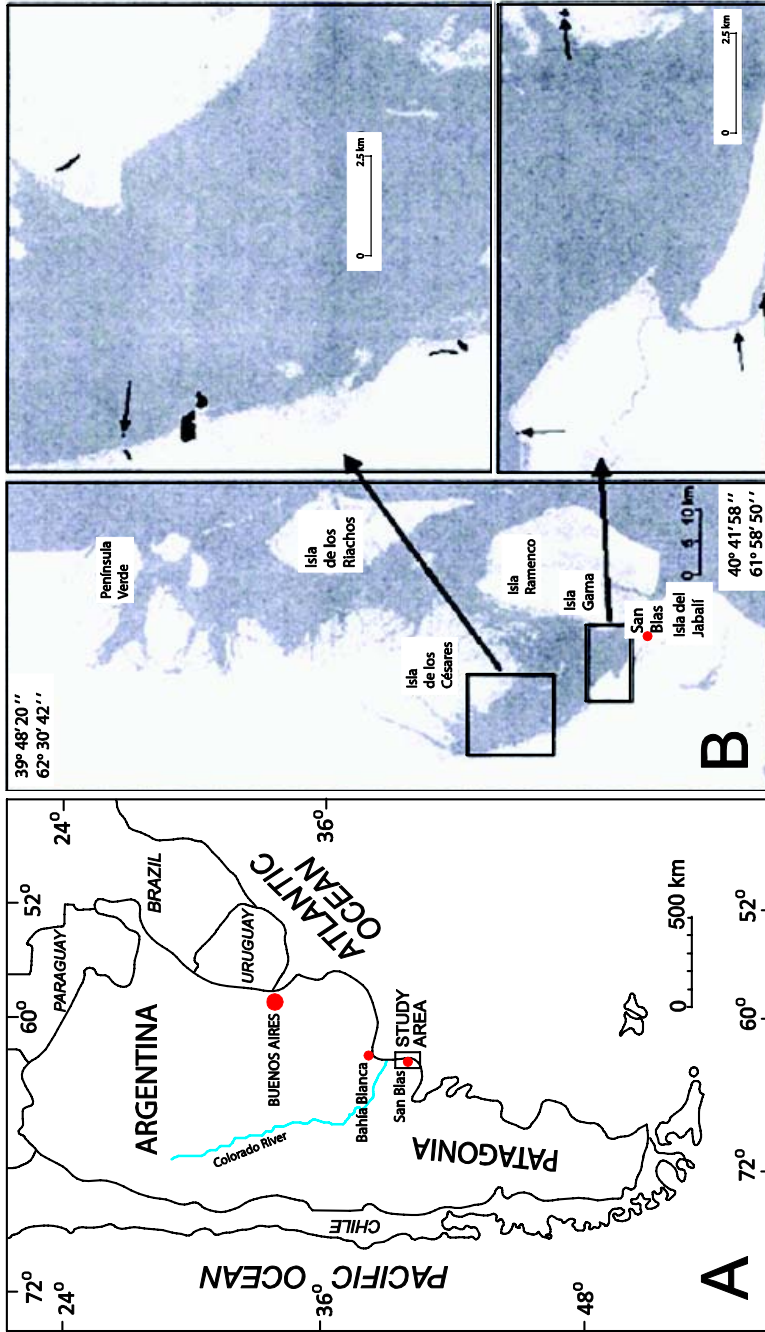 72°
60°
52°
24°
24°
36°
36°
48°
72°
60°
52°
PARAGUAY
BRAZIL
URUGUAY
ARGENTINA
CHILE
PATAGONIA
PACIFIC OCEAN
ATLANTIC
OCEAN
BUENOS AIRES
Bahía Blanca
Colorado River
San Blas
STUDY
AREA
0 500 km
A
39° 48' 20''
62° 30' 42''
Península
Verde
Isla
de los
Riachos
Isla
de los
Césares
Isla
Ramenco
Isla
Gama
San
Blas
Isla del
Jabalí
0 5 10 km
40° 41' 58''
61° 58' 50''
B
0 2.5 km
0 2.5 km